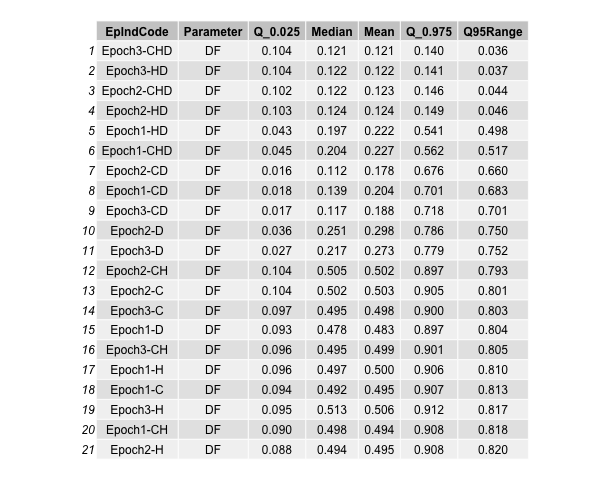 EpIndCode Parameter Q_0.025 Median Mean Q_0.975 Q95Range
1 Epoch3-CHD DF 0.104 0.121 0.121 0.140 0.036
2 Epoch3-HD DF 0.104 0.122 0.122 0.141 0.037
3 Epoch2-CHD DF 0.102 0.122 0.123 0.146 0.044
4 Epoch2-HD DF 0.103 0.124 0.124 0.149 0.046
5 Epoch1-HD DF 0.043 0.197 0.222 0.541 0.498
6 Epoch1-CHD DF 0.045 0.204 0.227 0.562 0.517
7 Epoch2-CD DF 0.016 0.112 0.178 0.676 0.660
8 Epoch1-CD DF 0.018 0.139 0.204 0.701 0.683
9 Epoch3-CD DF 0.017 0.117 0.188 0.718 0.701
10 Epoch2-D DF 0.036 0.251 0.298 0.786 0.750
11 Epoch3-D DF 0.027 0.217 0.273 0.779 0.752
12 Epoch2-CH DF 0.104 0.505 0.502 0.897 0.793
13 Epoch2-C DF 0.104 0.502 0.503 0.905 0.801
14 Epoch3-C DF 0.097 0.495 0.498 0.900 0.803
15 Epoch1-D DF 0.093 0.478 0.483 0.897 0.804
16 Epoch3-CH DF 0.096 0.495 0.499 0.901 0.805
17 Epoch1-H DF 0.096 0.497 0.500 0.906 0.810
18 Epoch1-C DF 0.094 0.492 0.495 0.907 0.813
19 Epoch3-H DF 0.095 0.513 0.506 0.912 0.817
20 Epoch1-CH DF 0.090 0.498 0.494 0.908 0.818
21 Epoch2-H DF 0.088 0.494 0.495 0.908 0.820